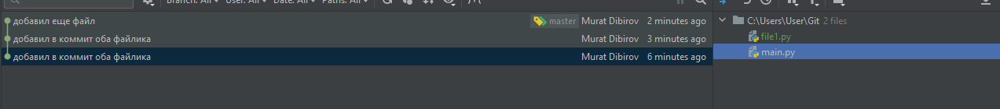 Branch: All User: All Date: All Paths: All
добавил еще файл master Murat Dibirov 2 minutes ago
добавил в коммит оба файлика Murat Dibirov 3 minutes ago
добавил в коммит оба файлика Murat Dibirov 6 minutes ago
C:\Users\User\Git 2 files
file1.py
main.py